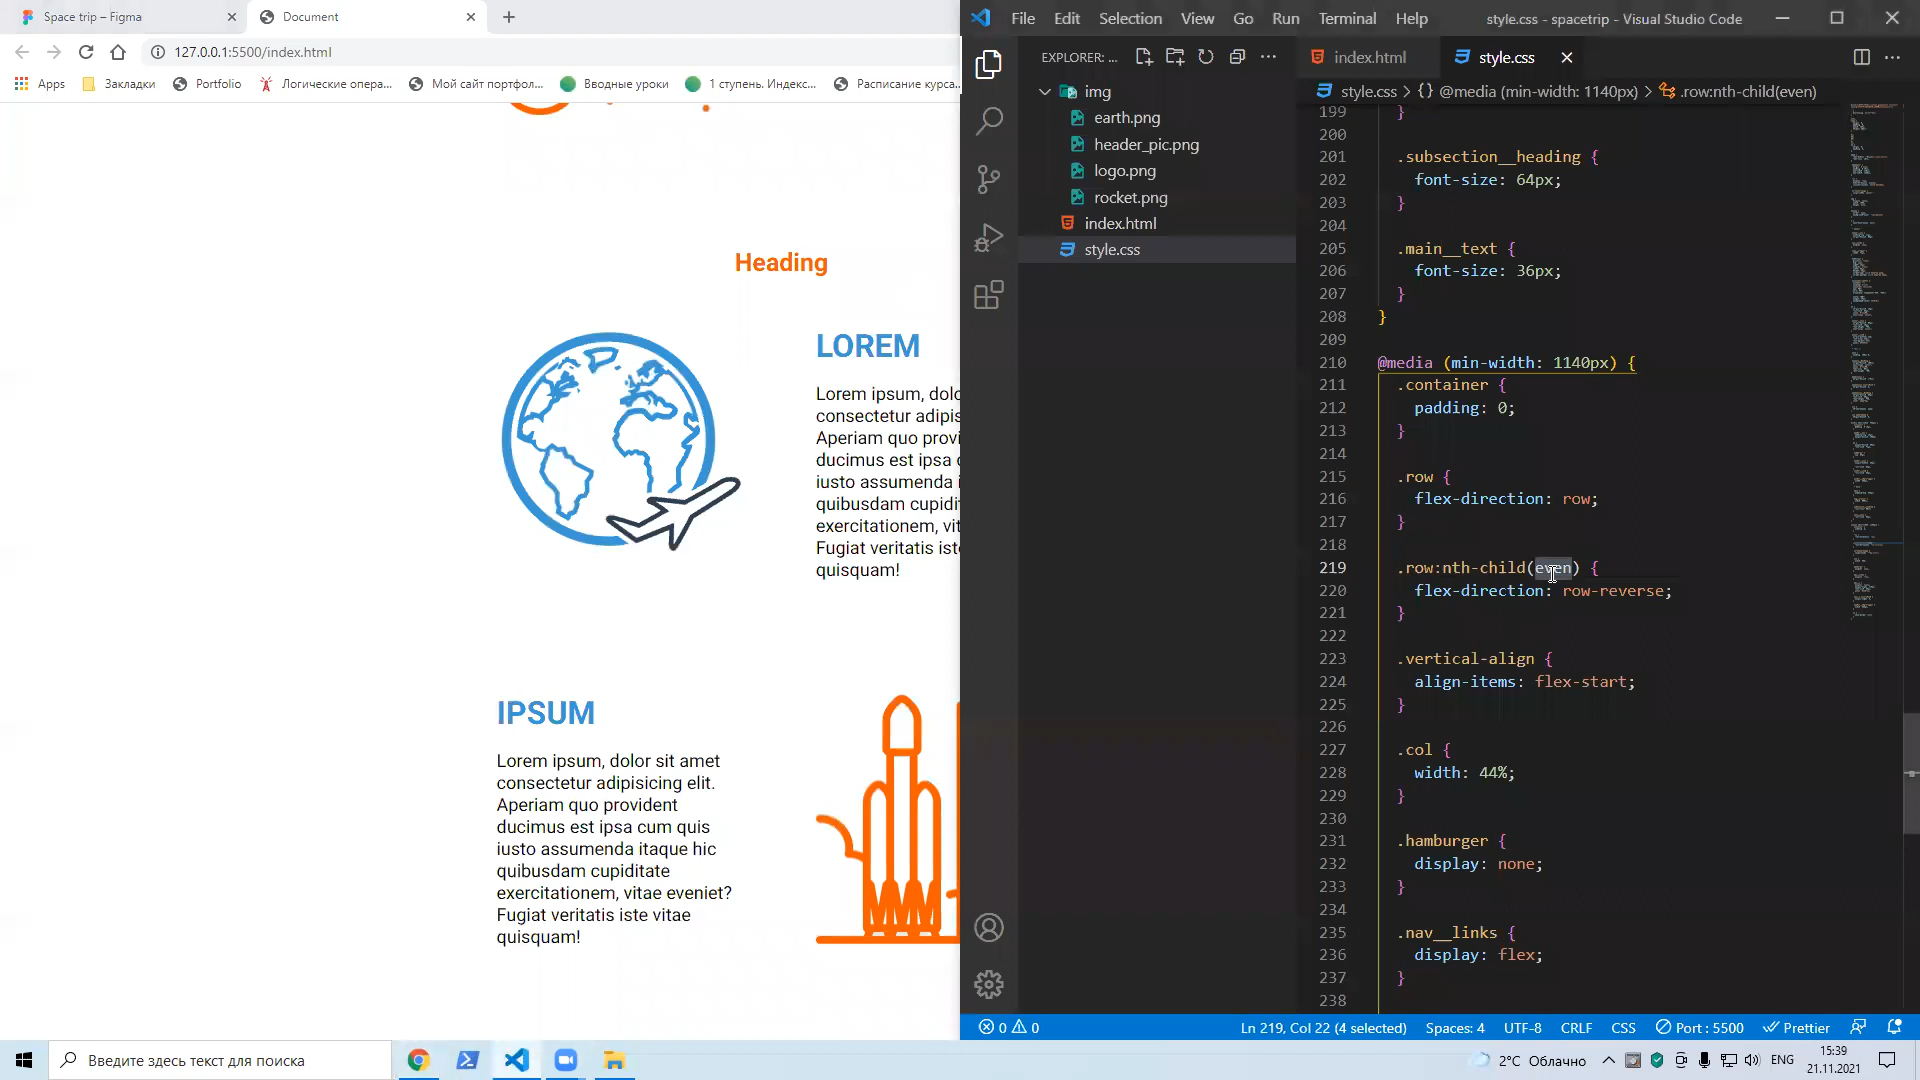 Space trip – Figma
Document
127.0.0.1:5500/index.html
Apps
Закладки
Portfolio
Логические опера...
Мой сайт портфол...
Вводные уроки
1 ступень. Индекс...
Расписание курса...
Heading
LOREM
Lorem ipsum, dolo
consectetur adipis
Aperiam quo provi
ducimus est ipsa c
iusto assumenda i
quibusdam cupidit
exercitationem, vit
Fugiat veritatis iste
quisquam!
IPSUM
Lorem ipsum, dolor sit amet
consectetur adipisicing elit.
Aperiam quo provident
ducimus est ipsa cum quis
iusto assumenda itaque hic
quibusdam cupiditate
exercitationem, vitae eveniet?
Fugiat veritatis iste vitae
quisquam!
File Edit Selection View Go Run Terminal Help
style.css - spacetrip - Visual Studio Code
EXPLORER: ...
img
earth.png
header_pic.png
logo.png
rocket.png
index.html
style.css
index.html
style.css
style.css > {} @media (min-width: 1140px) > .row:nth-child(even)
199 }
200
201 .subsection__heading {
202 font-size: 64px;
203 }
204
205 .main__text {
206 font-size: 36px;
207 }
208 }
209
210 @media (min-width: 1140px) {
211 .container {
212 padding: 0;
213 }
214
215 .row {
216 flex-direction: row;
217 }
218
219 .row:nth-child(even) {
220 flex-direction: row-reverse;
221 }
222
223 .vertical-align {
224 align-items: flex-start;
225 }
226
227 .col {
228 width: 44%;
229 }
230
231 .hamburger {
232 display: none;
233 }
234
235 .nav__links {
236 display: flex;
237 }
238
0 0
Ln 219, Col 22 (4 selected)
Spaces: 4
UTF-8
CRLF
CSS
Port : 5500
Prettier
Введите здесь текст для поиска
2°C Облачно
ENG
15:39
21.11.2021